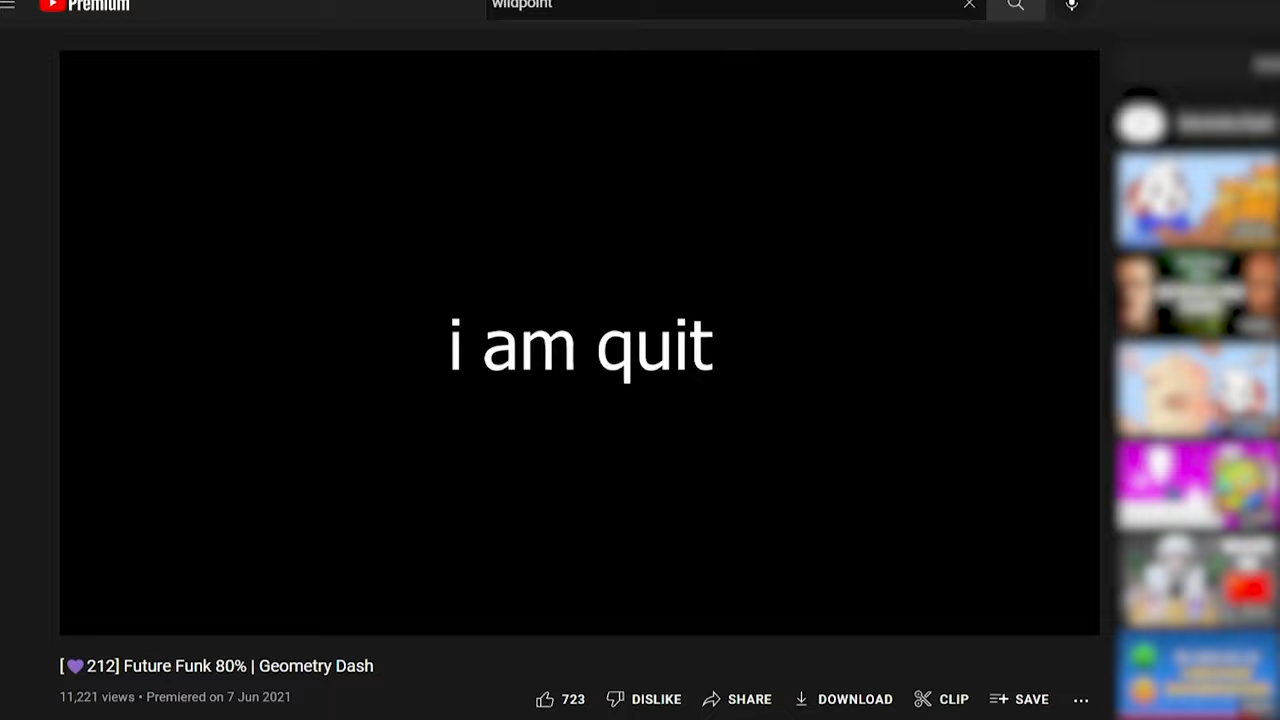 Premium
wildpoint
i am quit
[💜212] Future Funk 80% | Geometry Dash
11,221 views • Premiered on 7 Jun 2021
723 DISLIKE SHARE DOWNLOAD CLIP SAVE ...